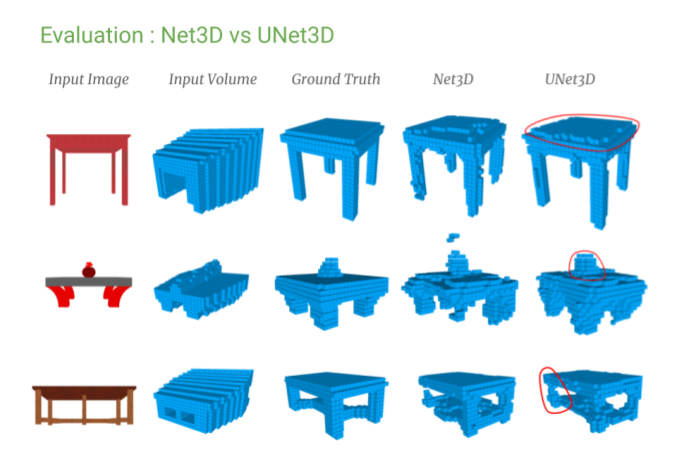 Evaluation : Net3D vs UNet3D
Input Image Input Volume Ground Truth Net3D UNet3D